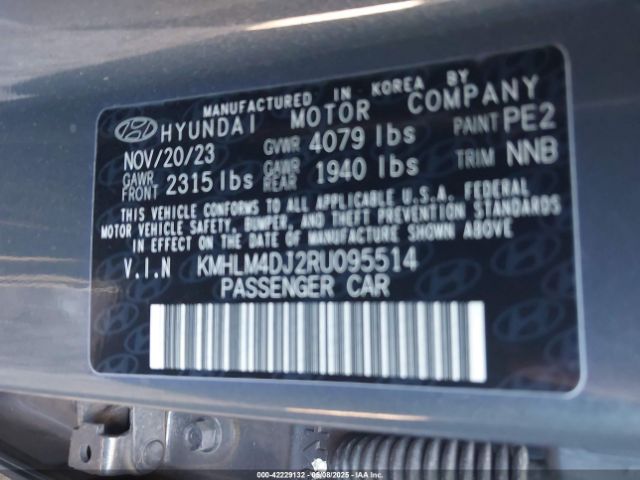 MANUFACTURED IN KOREA BY
HYUNDAI MOTOR COMPANY
NOV/20/23 GVWR 4079 lbs PAINT PE2
GAWR FRONT 2315 lbs GAWR REAR 1940 lbs TRIM NNB
THIS VEHICLE CONFORMS TO ALL APPLICABLE U.S.A. FEDERAL
MOTOR VEHICLE SAFETY, BUMPER, AND THEFT PREVENTION STANDARDS
IN EFFECT ON THE DATE OF MANUFACTURE SHOWN ABOVE
V.I.N KMHLM4DJ2RU095514
PASSENGER CAR
000-42229132 - 05/08/2025 - IAA